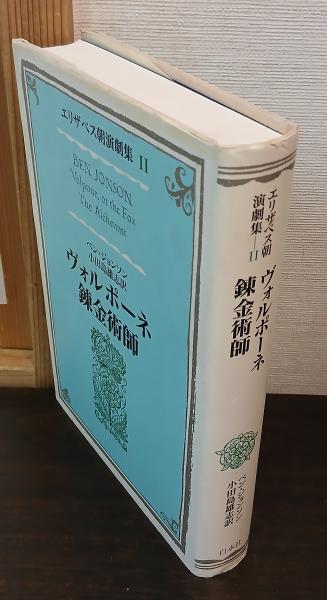 エリザベス朝演劇集 II
BEN JONSON
Volpone, or the Fox
The Alchemist
ベン・ジョンソン
小田島雄志訳
ヴォルポーネ
錬金術師
エリザベス朝
演劇集─II
ヴォルポーネ
錬金術師
ベン・ジョンソン
小田島雄志訳
白水社